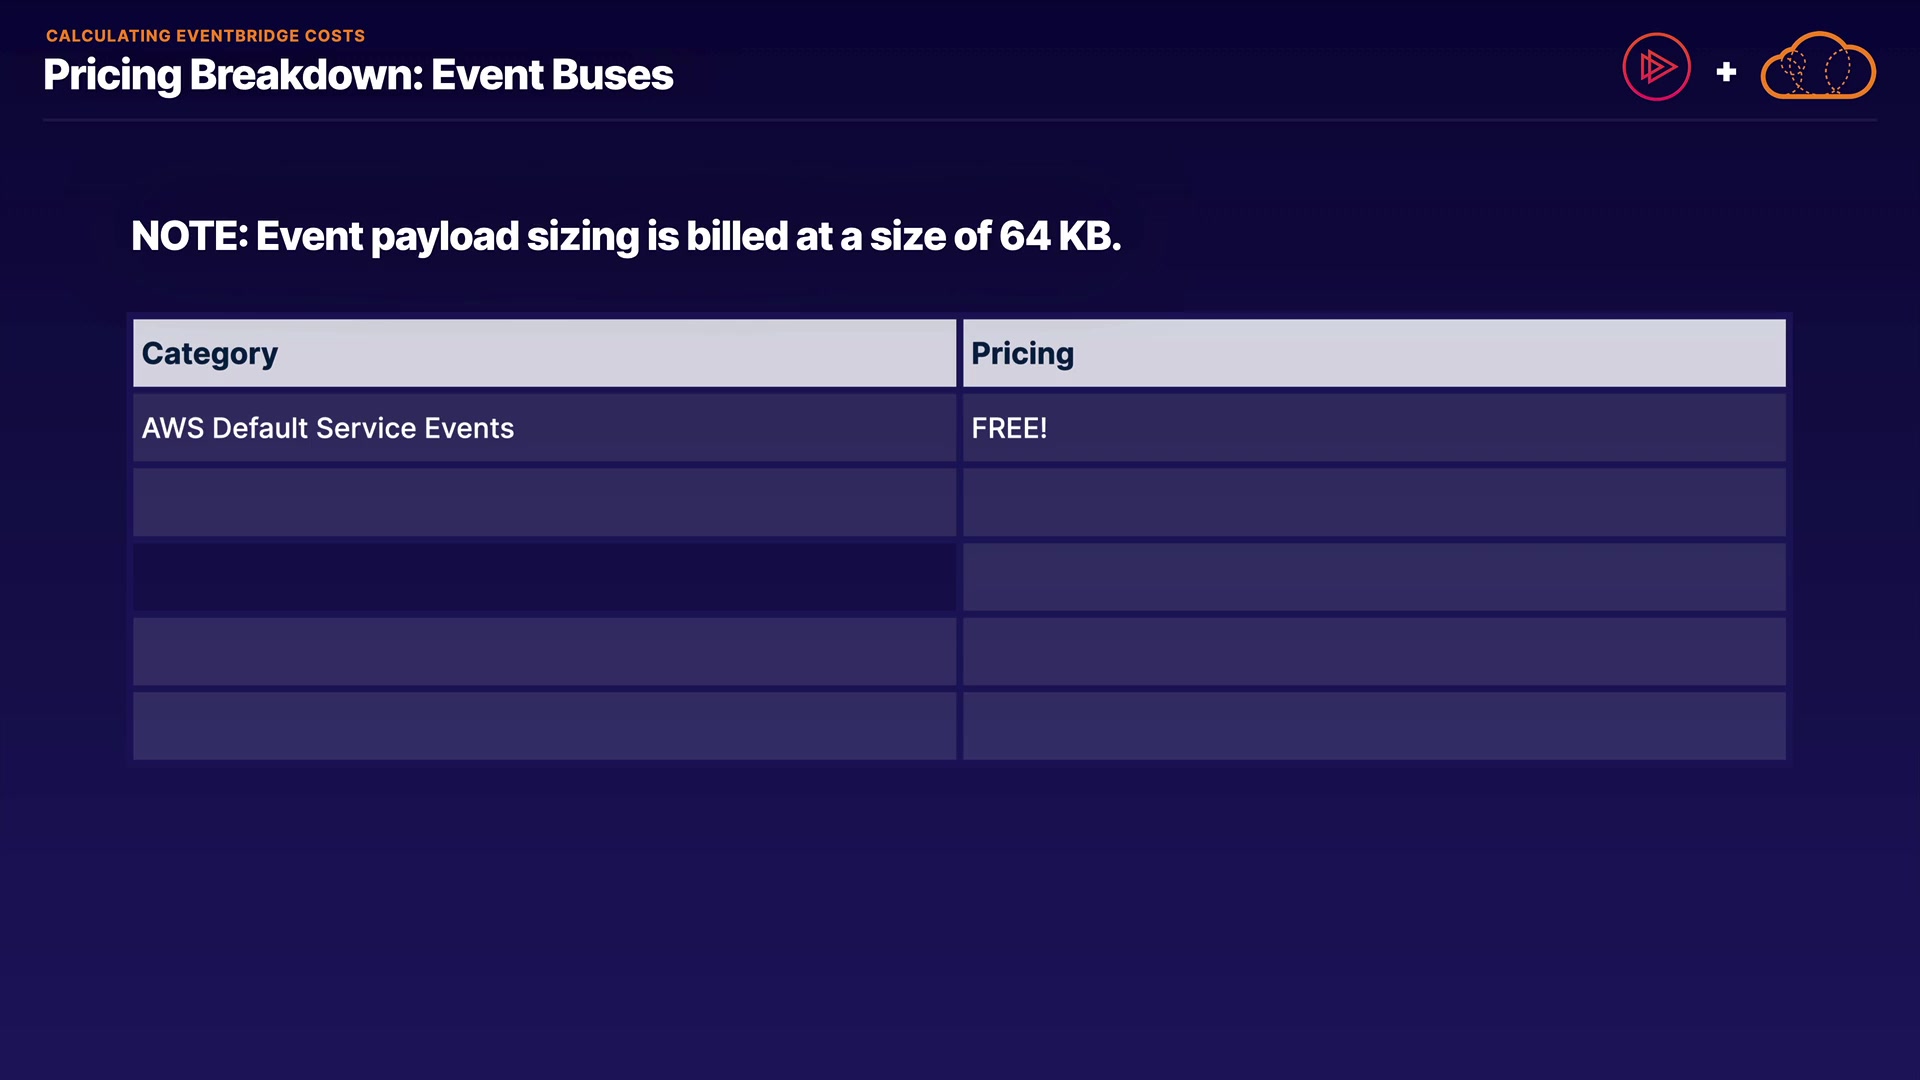 CALCULATING EVENTBRIDGE COSTS
Pricing Breakdown: Event Buses
NOTE: Event payload sizing is billed at a size of 64 KB.
Category Pricing
AWS Default Service Events FREE!